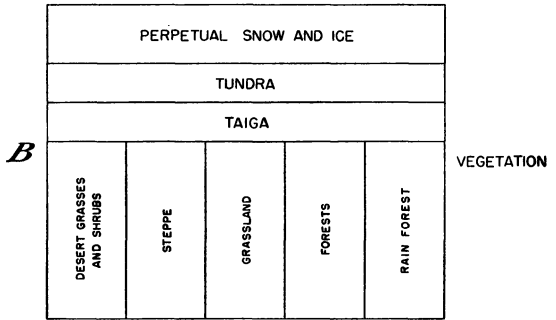 PERPETUAL SNOW AND ICE
TUNDRA
TAIGA
B
VEGETATION
DESERT GRASSES
AND SHRUBS
STEPPE
GRASSLAND
FORESTS
RAIN FOREST